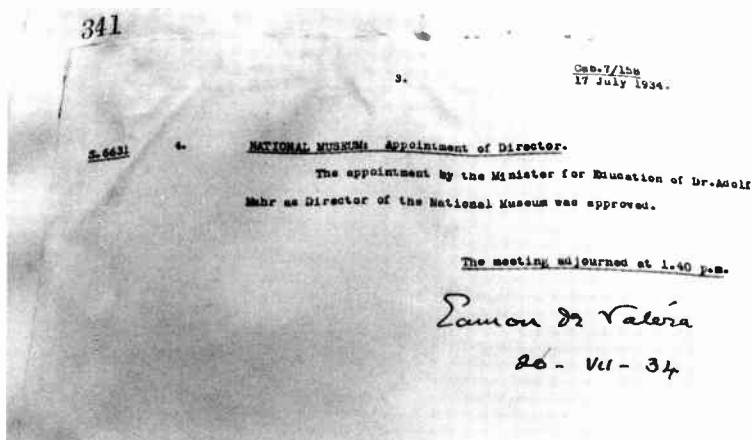 341
3.
Cab.7/158
17 July 1934.
S.6631 4. NATIONAL MUSEUM: Appointment of Director.
The appointment by the Minister for Education of Dr.Adolf
Mahr as Director of the National Museum was approved.
The meeting adjourned at 1.40 p.m.
Eamon de Valéra
20 - VII - 34